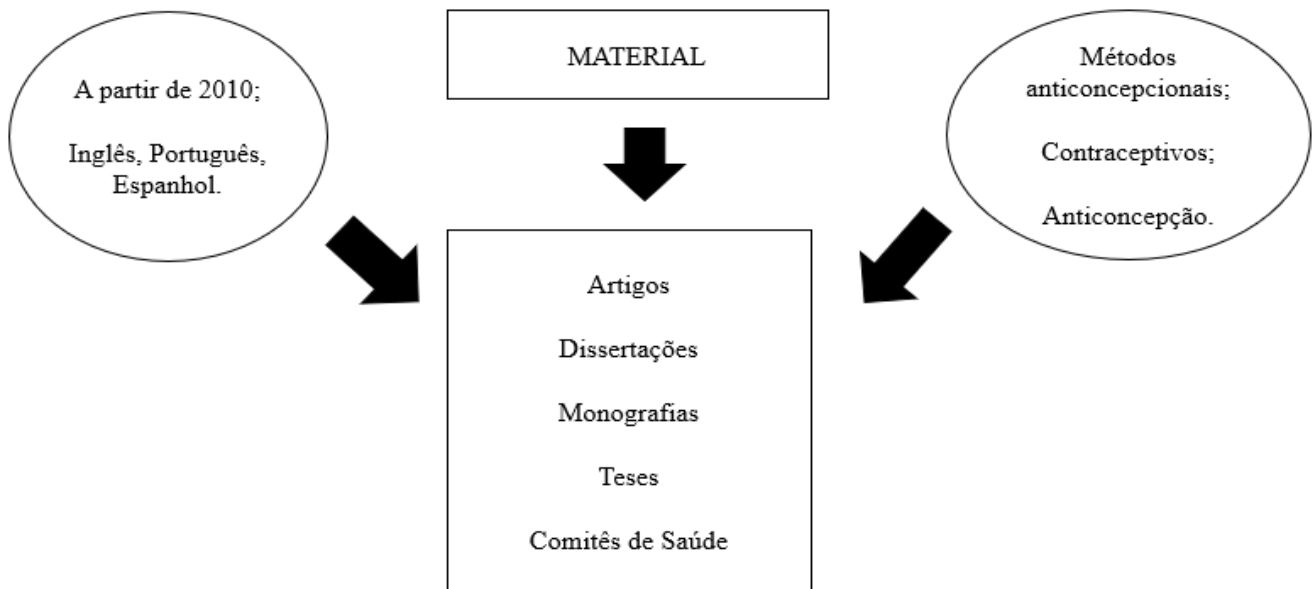 A partir de 2010;
Inglês, Português,
Espanhol.
MATERIAL
Métodos
anticoncepcionais;
Contraceptivos;
Anticoncepção.
Artigos
Dissertações
Monografias
Teses
Comitês de Saúde